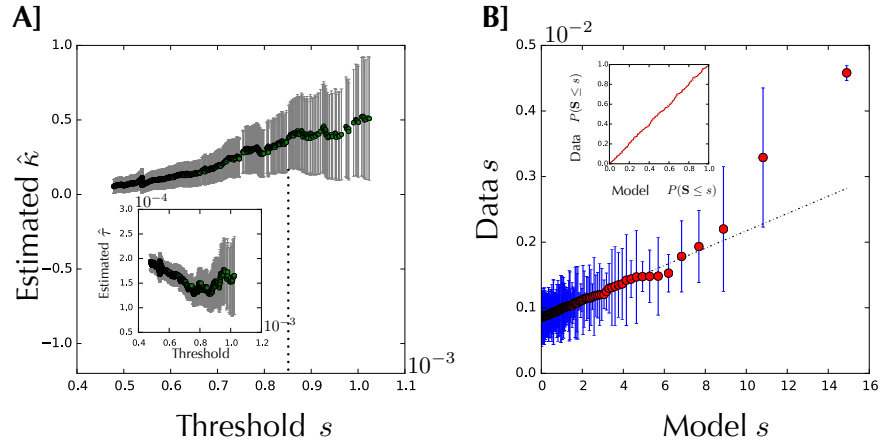 A]
1.0
0.5
0.0
−0.5
−1.0
Estimated κ̂
0.4 0.5 0.6 0.7 0.8 0.9 1.0 1.1
10⁻³
Threshold s
10⁻⁴
3.0
2.5
2.0
1.5
1.0
0.5
Estimated τ̂
0.4 0.6 0.8 1.0 1.2
10⁻³
Threshold
B]
10⁻²
0.5
0.4
0.3
0.2
0.1
0.0
Data s
0 2 4 6 8 10 12 14 16
Model s
1.0
0.8
0.6
0.4
0.2
0.0
Data P(S ≤ s)
0.0 0.2 0.4 0.6 0.8 1.0
Model P(S ≤ s)